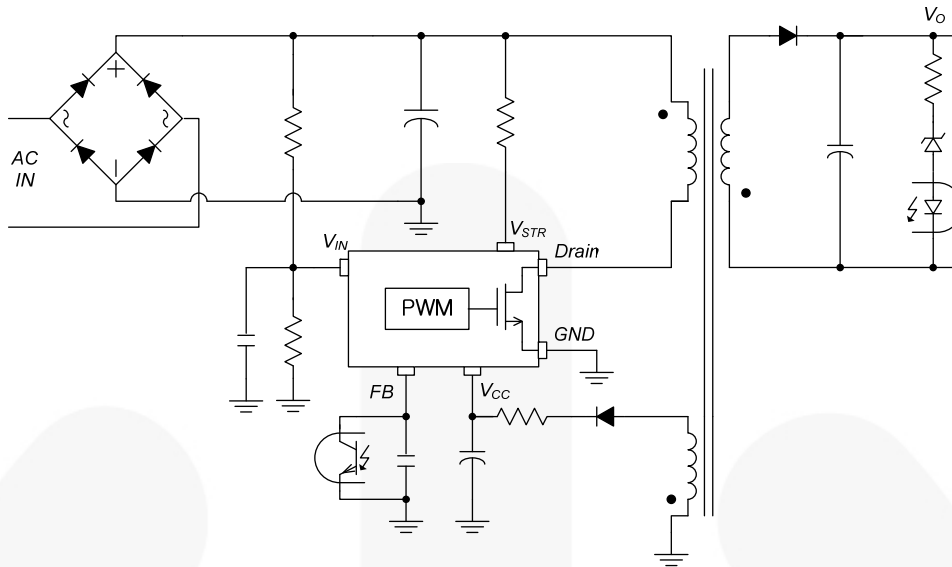 V_O
AC
IN
V_IN
V_STR
Drain
PWM
GND
FB
V_CC